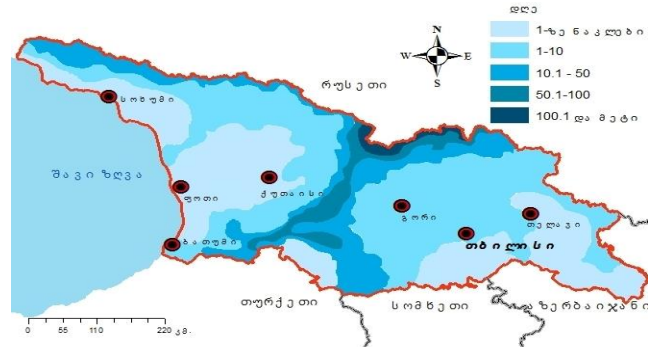 დღე
1-ზე ნაკლები
1-10
10.1 - 50
50.1-100
100.1 და მეტი
N
W E
S
რუსეთი
სოხუმი
შავი ზღვა
ფოთი
ქუთაისი
ბათუმი
გორი
თელავი
თბილისი
თურქეთი
სომხეთი
აზერბაიჯანი
0 55 110 220 კმ.